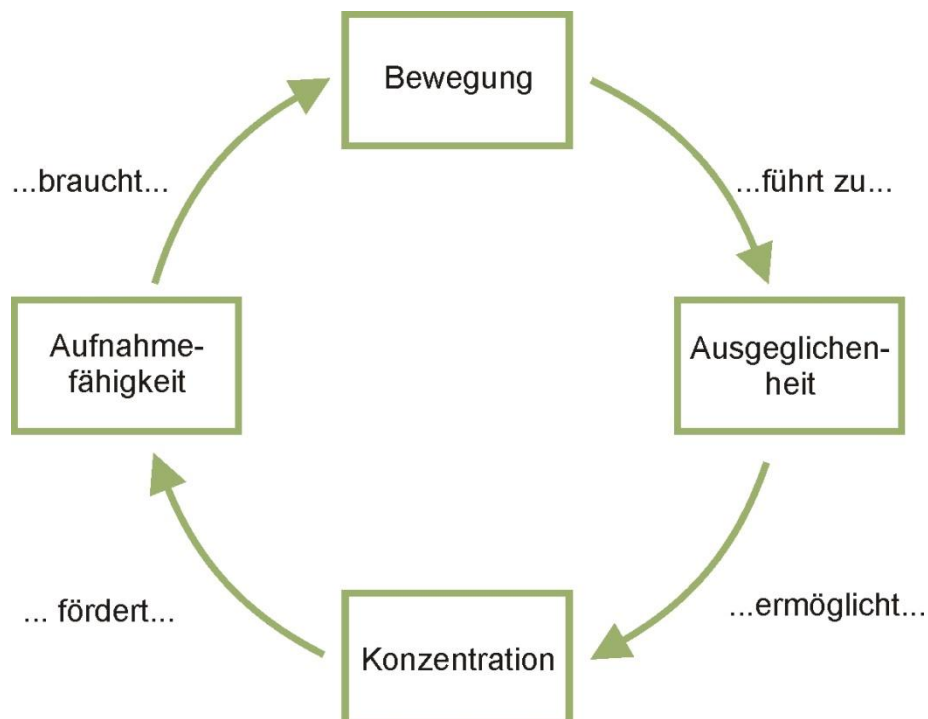 Bewegung
...braucht...
...führt zu...
Aufnahme-
fähigkeit
Ausgeglichen-
heit
... fördert...
...ermöglicht...
Konzentration